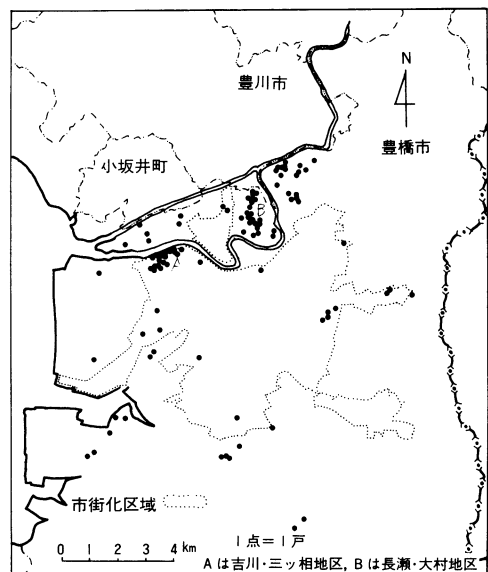 豊川市
N
豊橋市
小坂井町
B
A
市街化区域
1点=1戸
0 1 2 3 4 km
Aは吉川・三ッ相地区,Bは長瀬・大村地区